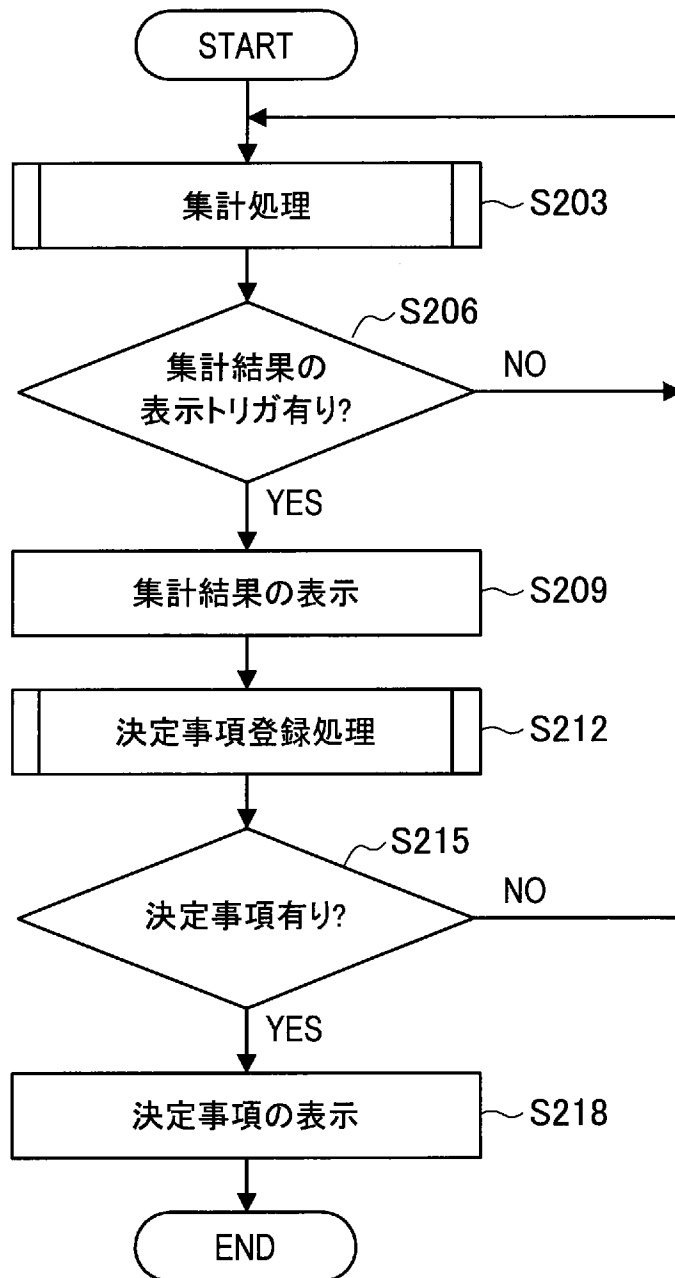 START
集計処理
S203
S206
集計結果の
表示トリガ有り?
NO
YES
集計結果の表示
S209
決定事項登録処理
S212
S215
決定事項有り?
NO
YES
決定事項の表示
S218
END